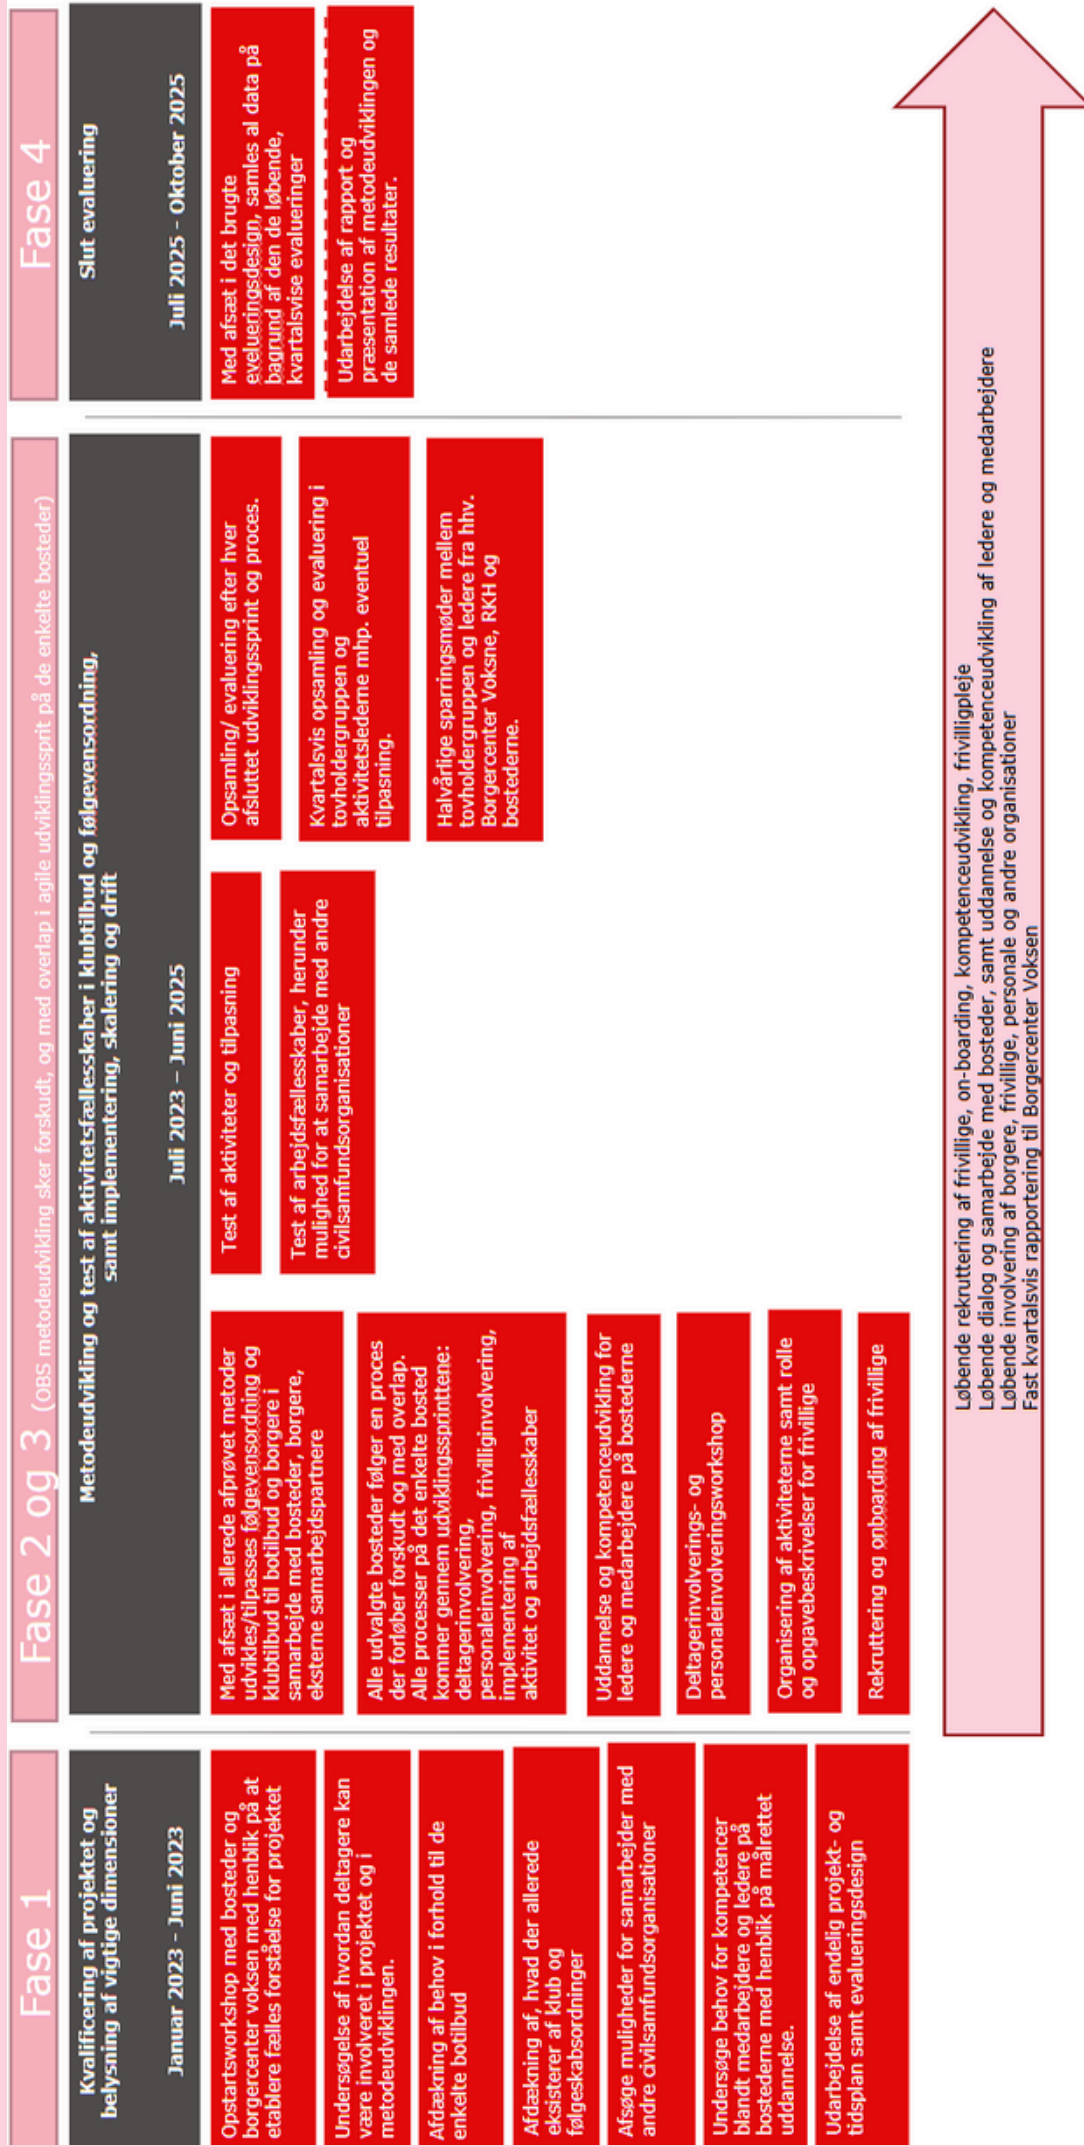 Fase 1
Kvalificering af projektet og
belysning af vigtige dimensioner
Januar 2023 - Juni 2023
Opstartsworkshop med bosteder og
borgercenter voksen med henblik på at
etablere fælles forståelse for projektet
Undersøgelse af hvordan deltagere kan
være involveret i projektet og i
metodeudviklingen.
Afdækning af behov i forhold til de
enkelte botilbud
Afdækning af, hvad der allerede
eksisterer af klub og
følgeskabsordninger
Afsøge muligheder for samarbejder med
andre civilsamfundsorganisationer
Undersøge behov for kompetencer
blandt medarbejdere og ledere på
bostederne med henblik på målrettet
uddannelse.
Udarbejdelse af endelig projekt- og
tidsplan samt evalueringsdesign
Fase 2 og 3 (OBS metodeudvikling sker forskudt, og med overlap i agile udviklingssprit på de enkelte bosteder)
Metodeudvikling og test af aktivitetsfællesskaber i klubtilbud og følgevensordning,
samt implementering, skalering og drift
Juli 2023 – Juni 2025
Med afsæt i allerede afprøvet metoder
udvikles/tilpasses følgevensordning og
klubtilbud til botilbud og borgere i
samarbejde med bosteder, borgere,
eksterne samarbejdspartnere
Alle udvalgte bosteder følger en proces
der forløber forskudt og med overlap.
Alle processer på det enkelte bosted
kommer gennem udviklingssprinttene:
deltagerinvolvering,
personaleinvolvering, frivilliginvolvering,
implementering af
aktivitet og arbejdsfællesskaber
Uddannelse og kompetenceudvikling for
ledere og medarbejdere på bostederne
Deltagerinvolverings- og
personaleinvolveringsworkshop
Organisering af aktiviteterne samt rolle
og opgavebeskrivelser for frivillige
Rekruttering og onboarding af frivillige
Test af aktiviteter og tilpasning
Test af arbejdsfællesskaber, herunder
mulighed for at samarbejde med andre
civilsamfundsorganisationer
Opsamling/ evaluering efter hver
afsluttet udviklingssprint og proces.
Kvartalsvis opsamling og evaluering i
tovholdergruppen og
aktivitetslederne mhp. eventuel
tilpasning.
Halvårlige sparringsmøder mellem
tovholdergruppen og ledere fra hhv.
Borgercenter Voksne, RKH og
bostederne.
Fase 4
Slut evaluering
Juli 2025 - Oktober 2025
Med afsæt i det brugte
evelueringsdesign, samles al data på
bagrund af den de løbende,
kvartalsvise evalueringer
Udarbejdelse af rapport og
præsentation af metodeudviklingen og
de samlede resultater.
Løbende rekruttering af frivillige, on-boarding, kompetenceudvikling, frivilligpleje
Løbende dialog og samarbejde med bosteder, samt uddannelse og kompetenceudvikling af ledere og medarbejdere
Løbende involvering af borgere, frivillige, personale og andre organisationer
Fast kvartalsvis rapportering til Borgercenter Voksen